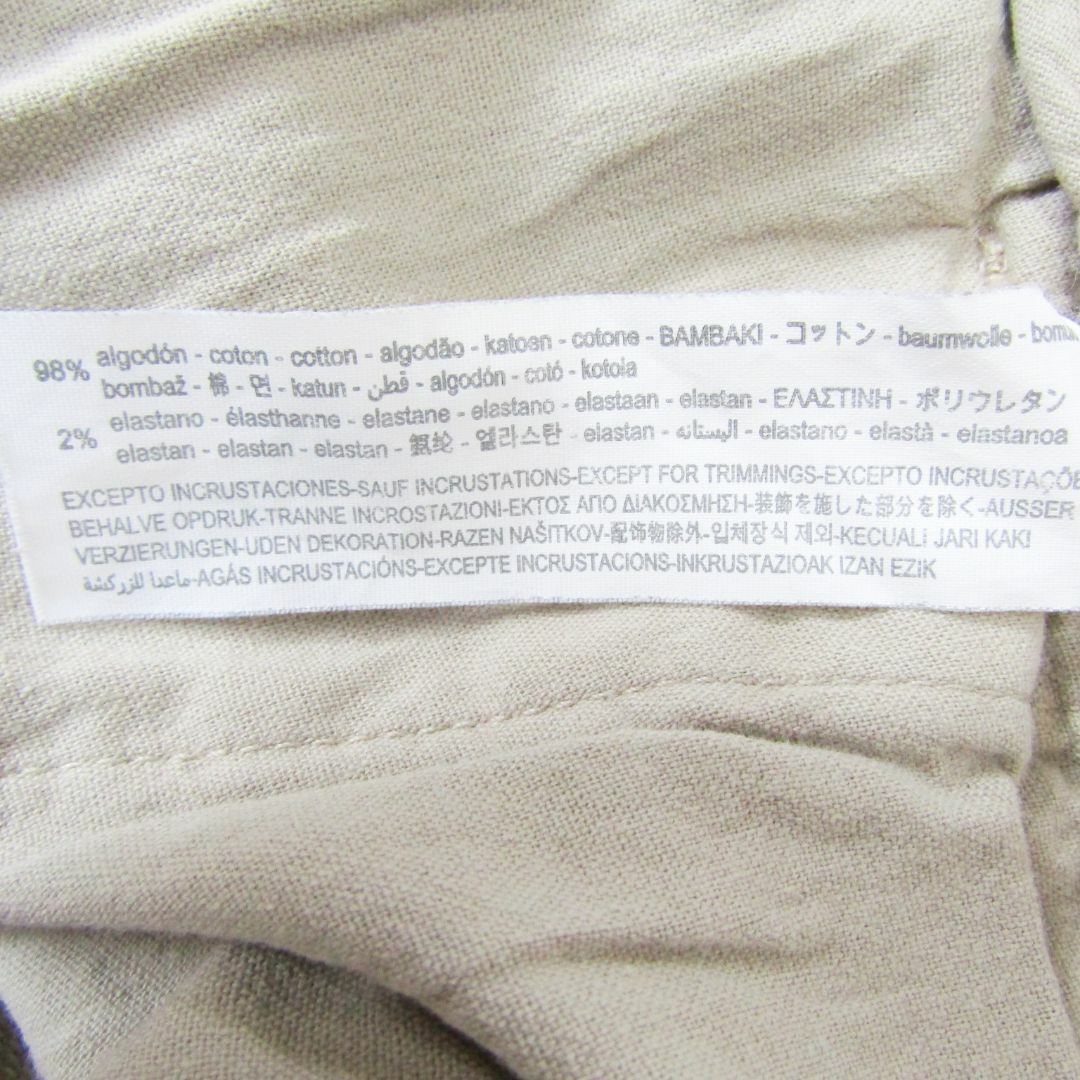 98% algodón - coton - cotton - algodão - katoen - cotone - BAMBAKI - コットン - baumwolle -
bombaž - 棉 - 면 - katun - قطن - algodón - cotó - kotoia
2% elastano - élasthanne - elastane - elastano - elastaan - elastan - ΕΛΑΣΤΙΝΗ - ポリウレタン
elastan - elastan - elastan - 氨纶 - 엘라스탄 - elastan - اليستانه - elastano - elastà - elastanoa
EXCEPTO INCRUSTACIONES-SAUF INCRUSTATIONS-EXCEPT FOR TRIMMINGS-EXCEPTO INCRUSTAÇÕE
BEHALVE OPDRUK-TRANNE INCROSTAZIONI-ΕΚΤΟΣ ΑΠΟ ΔΙΑΚΟΣΜΗΣΗ-装飾を施した部分を除く-AUSSER
VERZIERUNGEN-UDEN DEKORATION-RAZEN NAŠITKOV-配饰物除外-입체장식 제외-KECUALI JARI KAKI
ماعدا للزركشة-AGÁS INCRUSTACIÓNS-EXCEPTE INCRUSTACIONS-INKRUSTAZIOAK IZAN EZIK